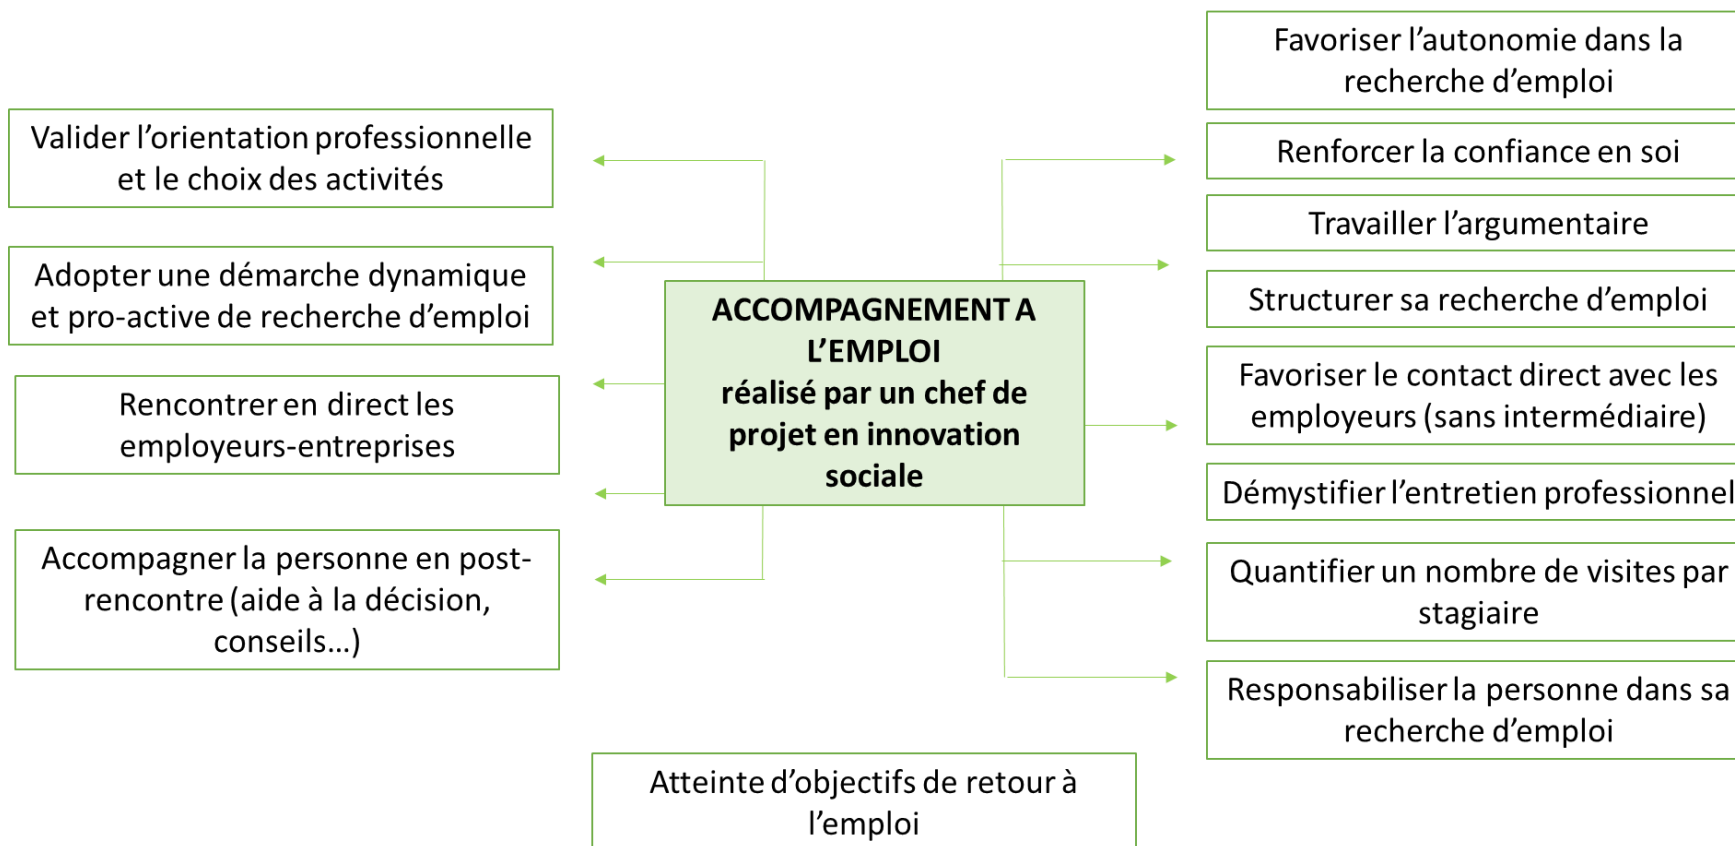 Valider l’orientation professionnelle
et le choix des activités
Adopter une démarche dynamique
et pro-active de recherche d’emploi
Rencontrer en direct les
employeurs-entreprises
Accompagner la personne en post-
rencontre (aide à la décision,
conseils…)
ACCOMPAGNEMENT A
L’EMPLOI
réalisé par un chef de
projet en innovation
sociale
Favoriser l’autonomie dans la
recherche d’emploi
Renforcer la confiance en soi
Travailler l’argumentaire
Structurer sa recherche d’emploi
Favoriser le contact direct avec les
employeurs (sans intermédiaire)
Démystifier l’entretien professionnel
Quantifier un nombre de visites par
stagiaire
Responsabiliser la personne dans sa
recherche d’emploi
Atteinte d’objectifs de retour à
l’emploi